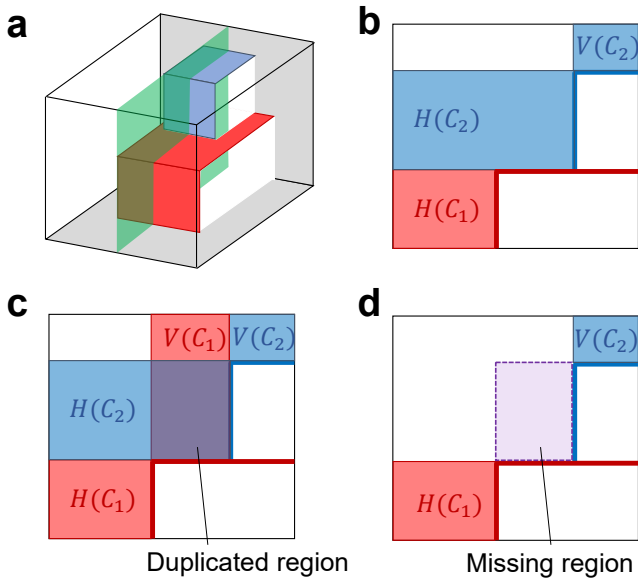 a
b
V(C₂)
H(C₂)
H(C₁)
c
V(C₁) V(C₂)
H(C₂)
H(C₁)
Duplicated region
d
V(C₂)
H(C₁)
Missing region